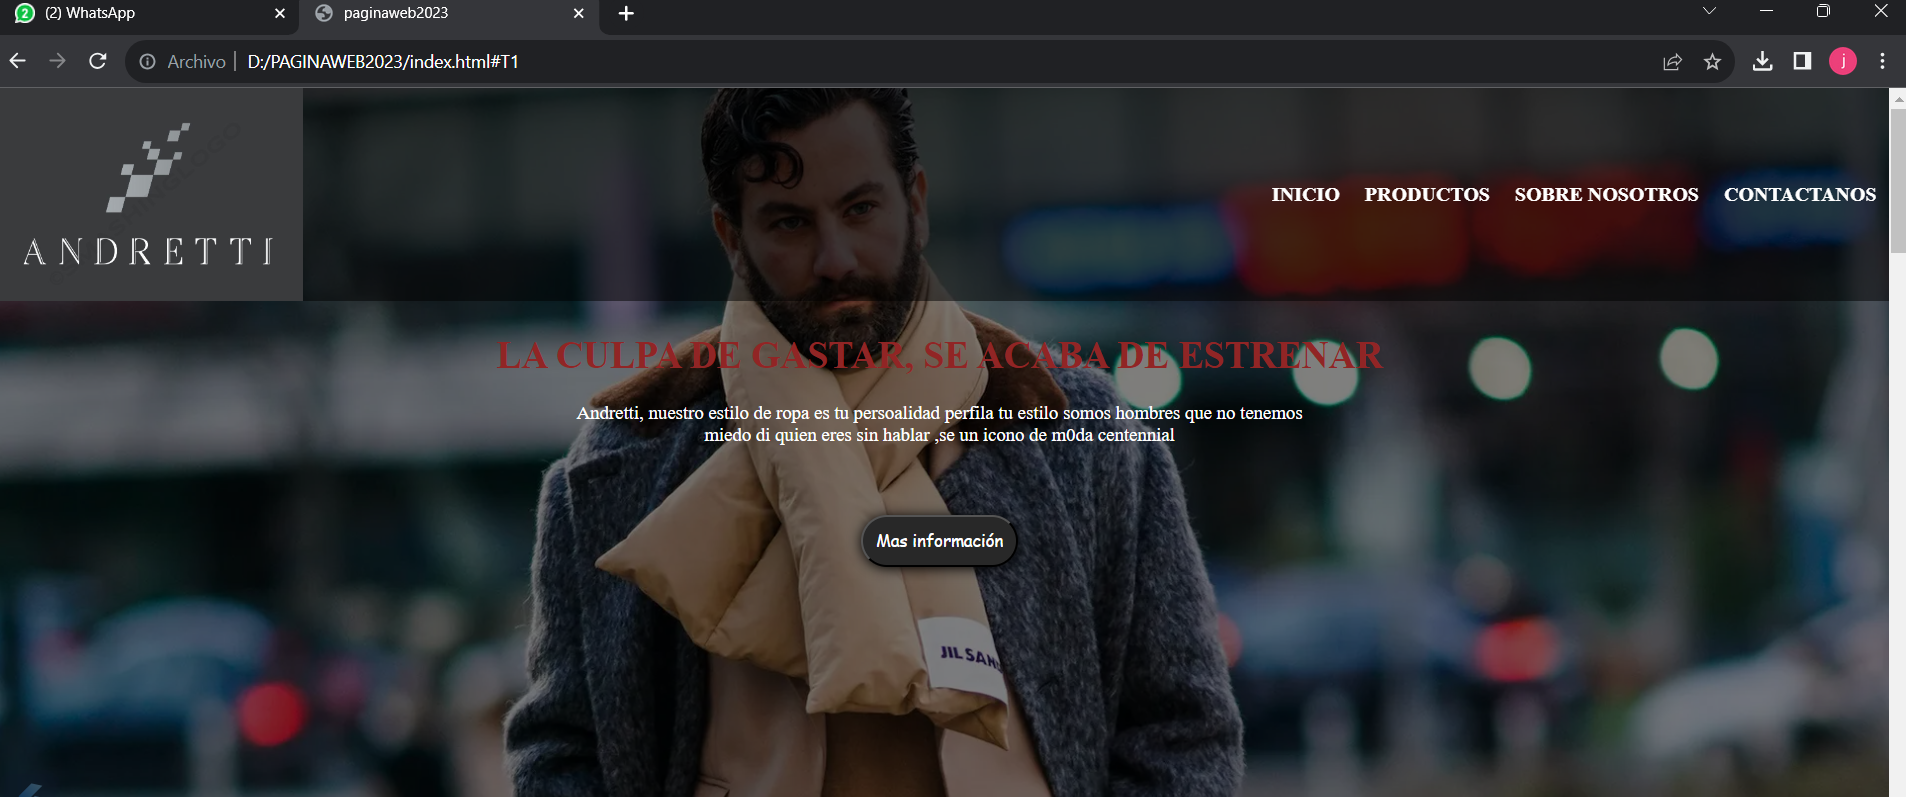 (2) WhatsApp
paginaweb2023
Archivo | D:/PAGINAWEB2023/index.html#T1
j
ANDRETTI
INICIO PRODUCTOS SOBRE NOSOTROS CONTACTANOS
LA CULPA DE GASTAR, SE ACABA DE ESTRENAR
Andretti, nuestro estilo de ropa es tu persoalidad perfila tu estilo somos hombres que no tenemos
miedo di quien eres sin hablar ,se un icono de m0da centennial
Mas información
JIL SAN